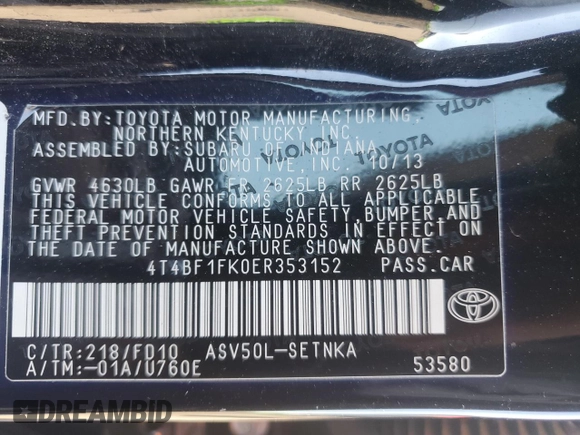 MFD.BY:TOYOTA MOTOR MANUFACTURING,
NORTHERN KENTUCKY, INC.
ASSEMBLED BY:SUBARU OF INDIANA
AUTOMOTIVE, INC. 10/13
GVWR 4630LB GAWR FR 2625LB RR 2625LB
THIS VEHICLE CONFORMS TO ALL APPLICABLE
FEDERAL MOTOR VEHICLE SAFETY, BUMPER, AND
THEFT PREVENTION STANDARDS IN EFFECT ON
THE DATE OF MANUFACTURE SHOWN ABOVE.
4T4BF1FK0ER353152 PASS.CAR
C/TR:218/FD10 ASV50L-SETNKA
A/TM:-01A/U760E 53580
TOYOTA
TOYOTA
TOYOTA
DREAMBID